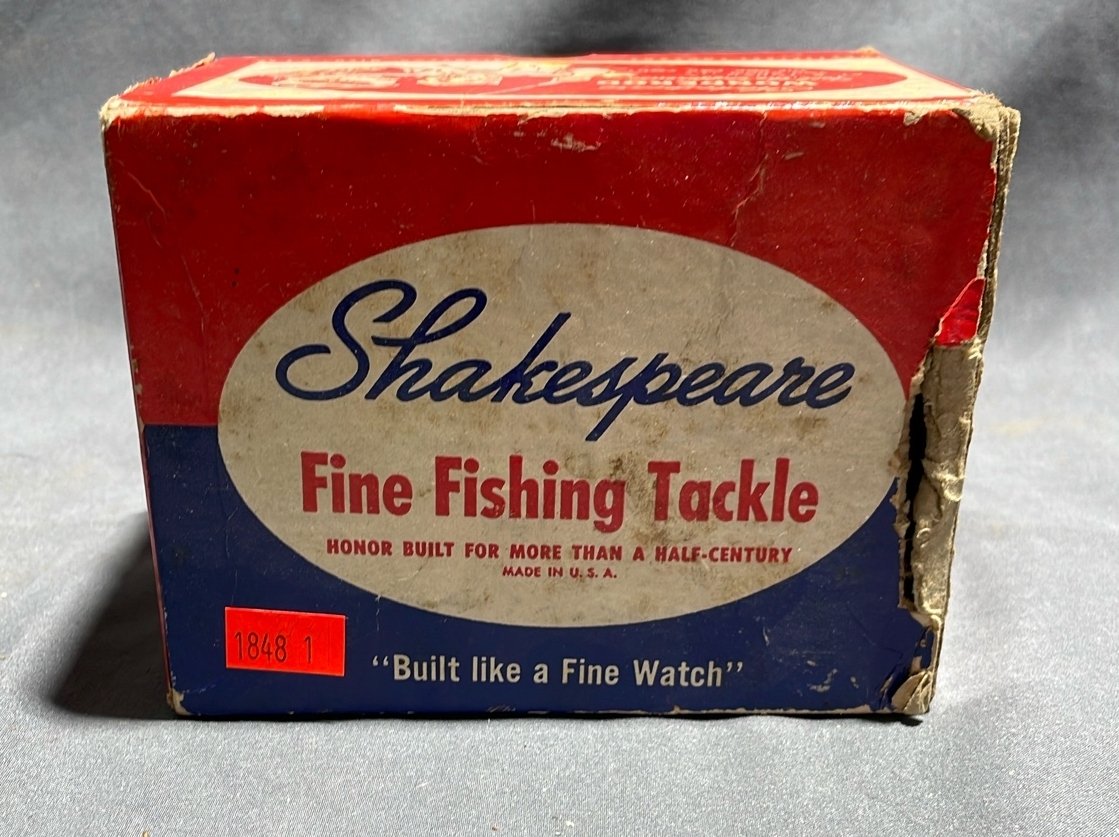 Shakespeare
Fine Fishing Tackle
HONOR BUILT FOR MORE THAN A HALF-CENTURY
MADE IN U. S. A.
1848 1
"Built like a Fine Watch"